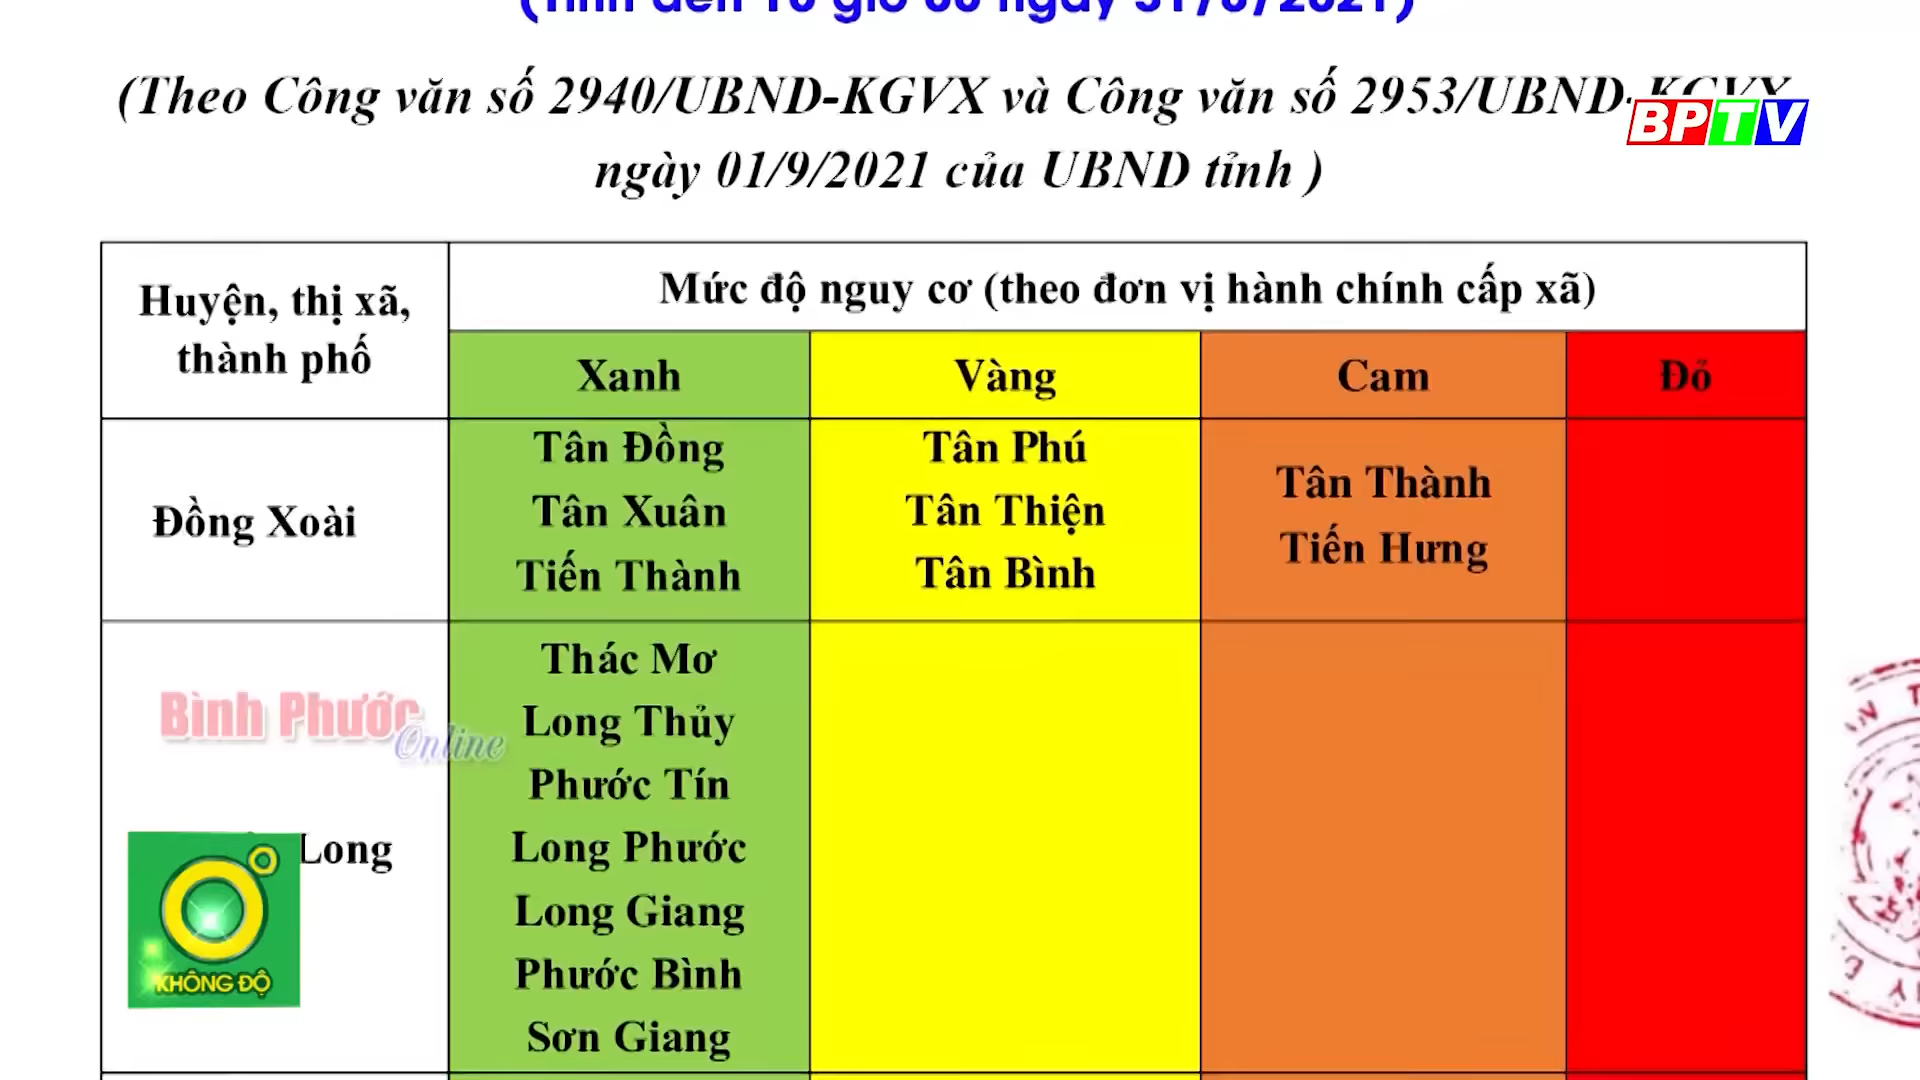 (Theo Công văn số 2940/UBND-KGVX và Công văn số 2953/UBND-KGVX
BPTV
ngày 01/9/2021 của UBND tỉnh )
Huyện, thị xã,
thành phố
Mức độ nguy cơ (theo đơn vị hành chính cấp xã)
Xanh
Vàng
Cam
Đỏ
Đồng Xoài
Tân Đồng
Tân Xuân
Tiến Thành
Tân Phú
Tân Thiện
Tân Bình
Tân Thành
Tiến Hưng
Bình Phước
Online
Long
KHÔNG ĐỘ
Thác Mơ
Long Thủy
Phước Tín
Long Phước
Long Giang
Phước Bình
Sơn Giang